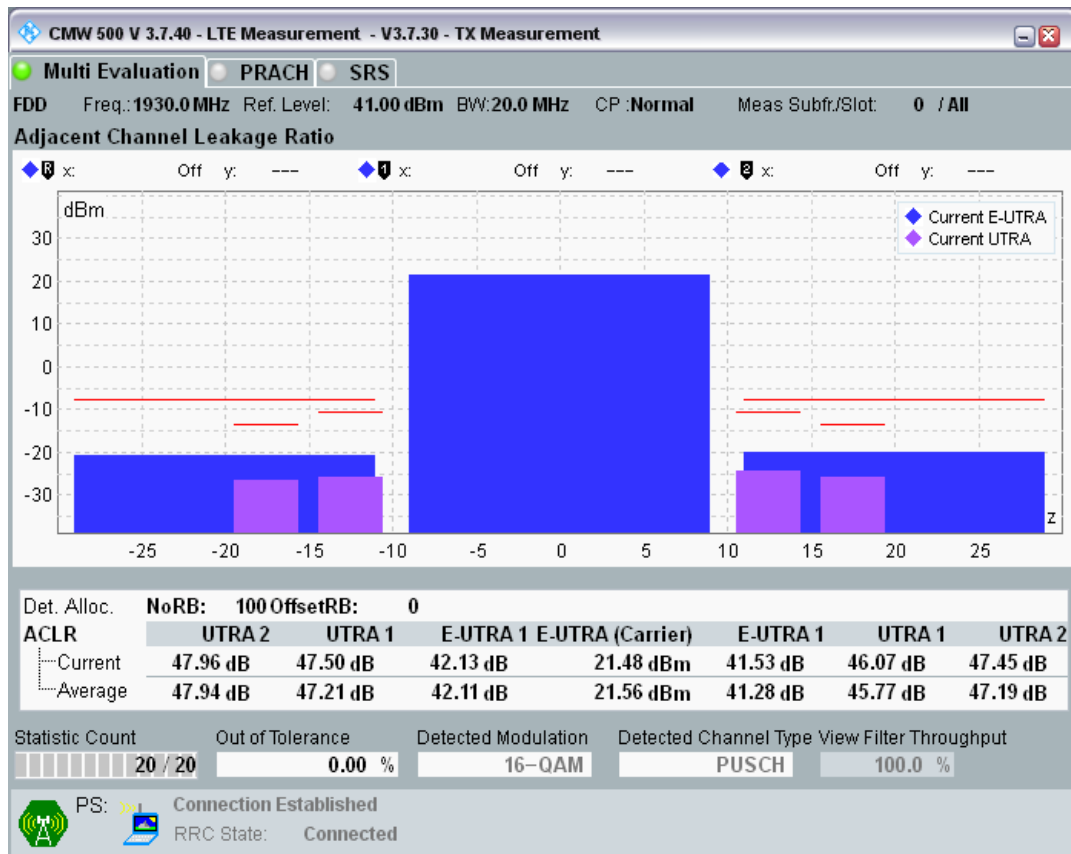 CMW 500 V 3.7.40 - LTE Measurement - V3.7.30 - TX Measurement
Multi Evaluation PRACH SRS
FDD Freq.:1930.0 MHz Ref. Level: 41.00 dBm BW:20.0 MHz CP :Normal Meas Subfr./Slot: 0 / All
Adjacent Channel Leakage Ratio
R x: Off y: --- 1 x: Off y: --- 2 x: Off y: ---
dBm
Current E-UTRA
Current UTRA
30
20
10
0
-10
-20
-30
z
-25 -20 -15 -10 -5 0 5 10 15 20 25
Det. Alloc. NoRB: 100 OffsetRB: 0
ACLR UTRA 2 UTRA 1 E-UTRA 1 E-UTRA (Carrier) E-UTRA 1 UTRA 1 UTRA 2
Current 47.96 dB 47.50 dB 42.13 dB 21.48 dBm 41.53 dB 46.07 dB 47.45 dB
Average 47.94 dB 47.21 dB 42.11 dB 21.56 dBm 41.28 dB 45.77 dB 47.19 dB
Statistic Count Out of Tolerance Detected Modulation Detected Channel Type View Filter Throughput
20 / 20 0.00 % 16-QAM PUSCH 100.0 %
PS: Connection Established
RRC State: Connected